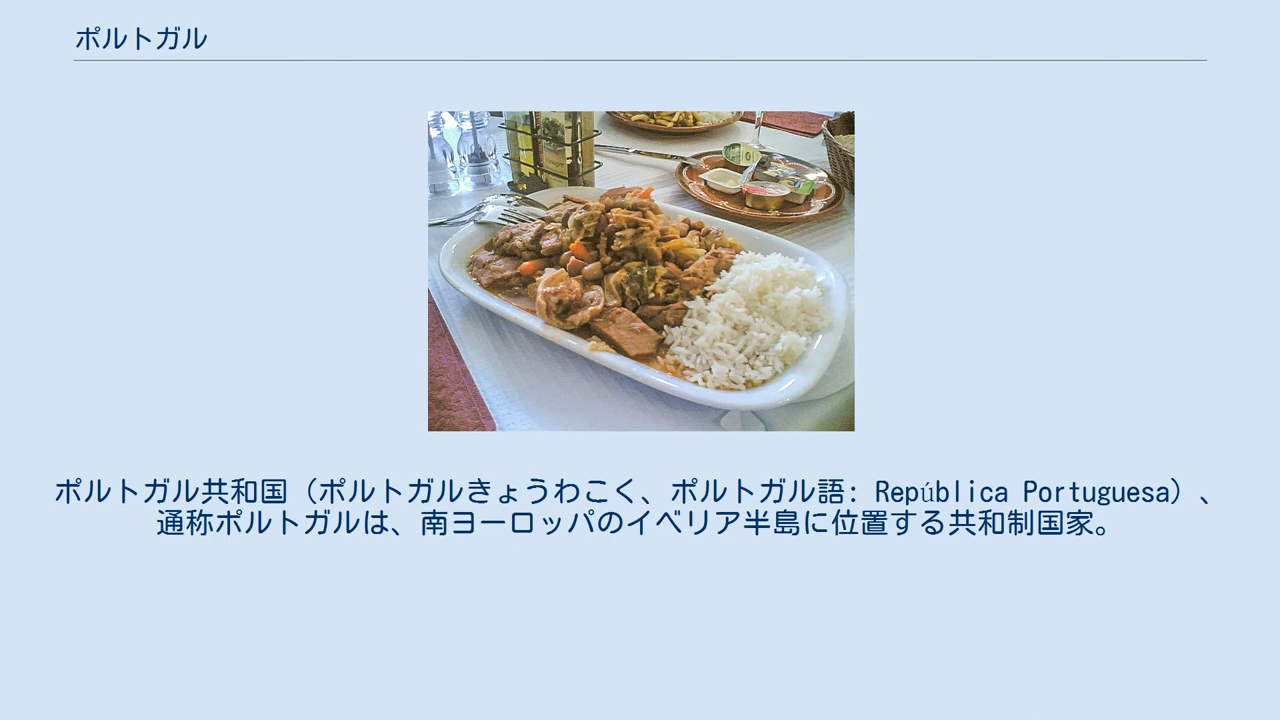 ポルトガル
ポルトガル共和国（ポルトガルきょうわこく、ポルトガル語: República Portuguesa）、
通称ポルトガルは、南ヨーロッパのイベリア半島に位置する共和制国家。